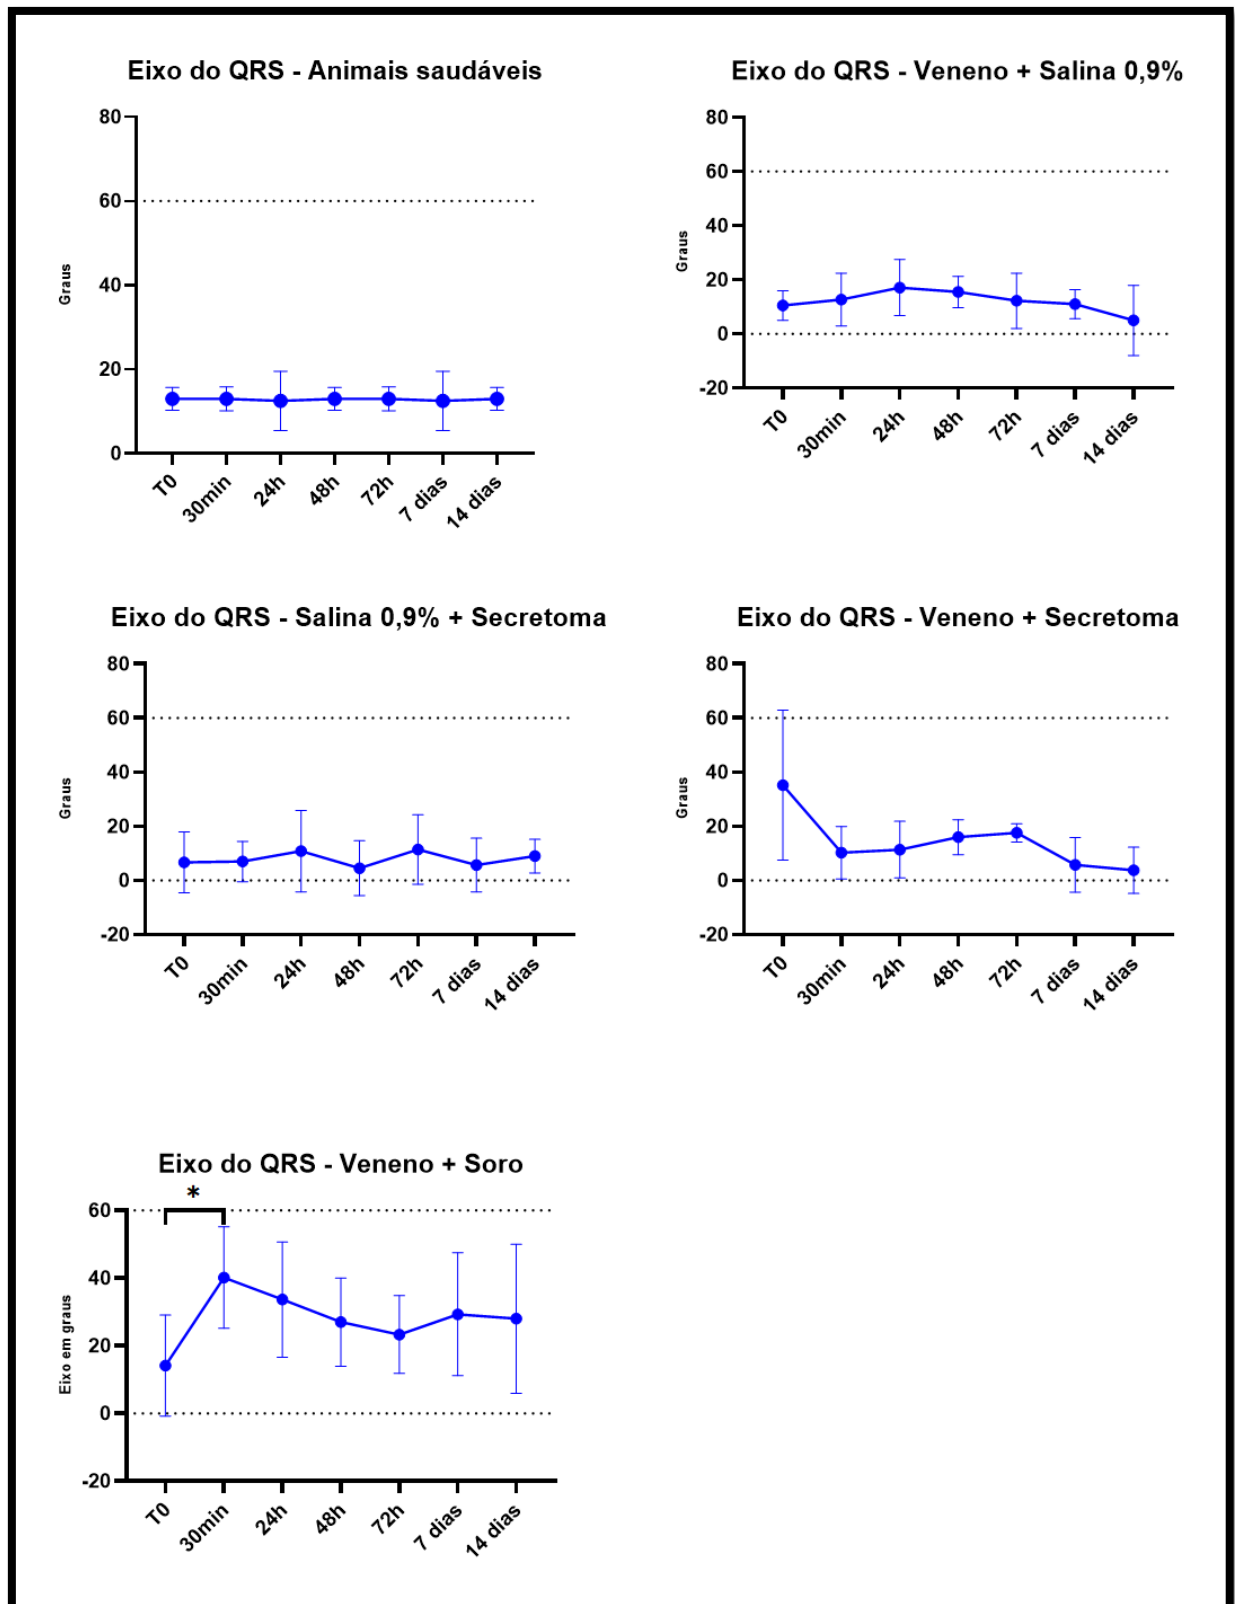 Eixo do QRS - Animais saudáveis
80
60
40
20
0
Graus
T0 30min 24h 48h 72h 7 dias 14 dias
Eixo do QRS - Veneno + Salina 0,9%
80
60
40
20
0
-20
Graus
T0 30min 24h 48h 72h 7 dias 14 dias
Eixo do QRS - Salina 0,9% + Secretoma
80
60
40
20
0
-20
Graus
T0 30min 24h 48h 72h 7 dias 14 dias
Eixo do QRS - Veneno + Secretoma
80
60
40
20
0
-20
Graus
T0 30min 24h 48h 72h 7 dias 14 dias
Eixo do QRS - Veneno + Soro
*
60
40
20
0
-20
Eixo em graus
T0 30min 24h 48h 72h 7 dias 14 dias